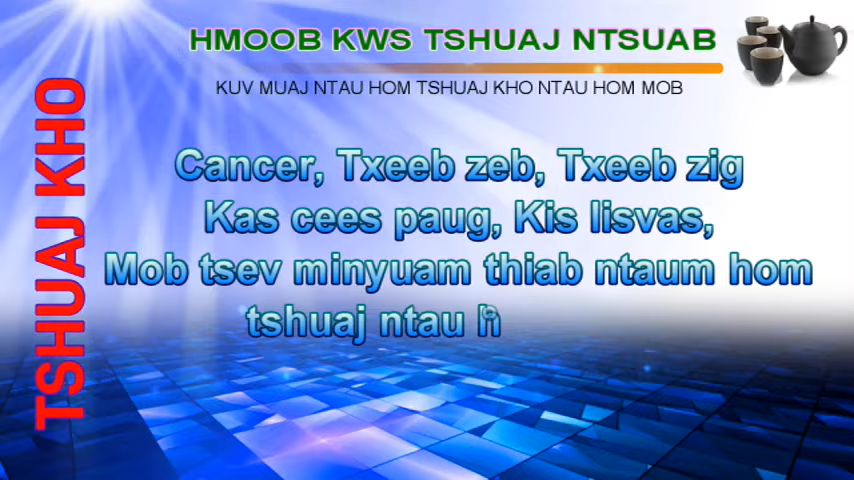 HMOOB KWS TSHUAJ NTSUAB
KUV MUAJ NTAU HOM TSHUAJ KHO NTAU HOM MOB
TSHUAJ KHO
Cancer, Txeeb zeb, Txeeb zig
Kas cees paug, Kis lisvas,
Mob tsev minyuam thiab ntaum hom
tshuaj ntau h